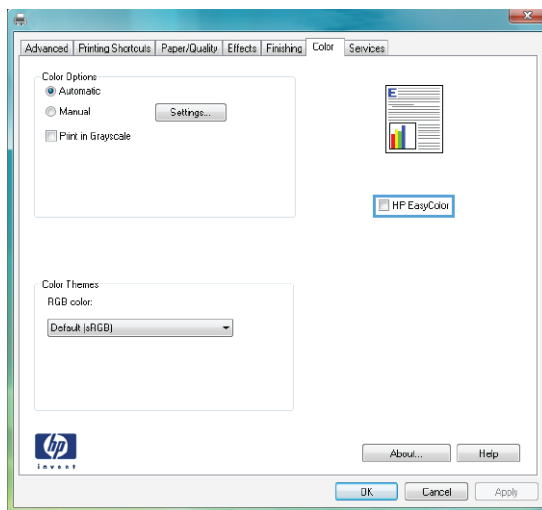 Advanced Printing Shortcuts Paper/Quality Effects Finishing Color Services
Color Options
Automatic
Manual Settings...
Print in Grayscale
E
HP EasyColor
Color Themes
RGB color:
Default (sRGB)
hp
invent
About... Help
OK Cancel Apply